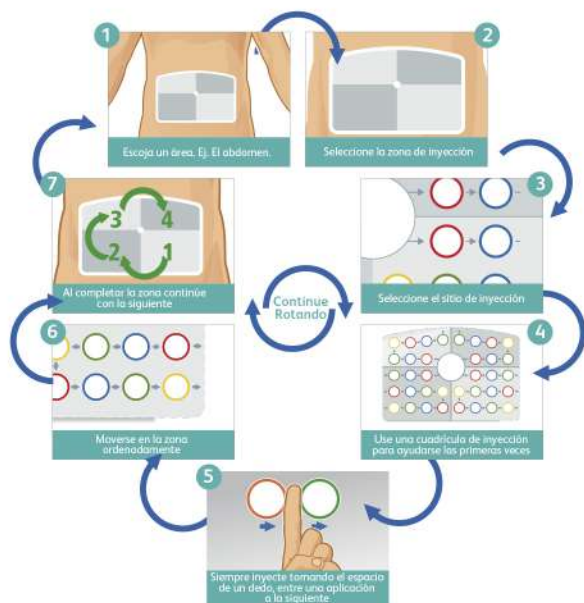 1
Escoja un área. Ej. El abdomen.
2
Seleccione la zona de inyección
3
Seleccione el sitio de inyección
4
Use una cuadrícula de inyección
para ayudarse las primeras veces
5
Siempre inyecte tomando el espacio
de un dedo, entre una aplicación
a la siguiente
6
Moverse en la zona
ordenadamente
7
3 4
2 1
Al completar la zona continúe
con la siguiente
Continue
Rotando